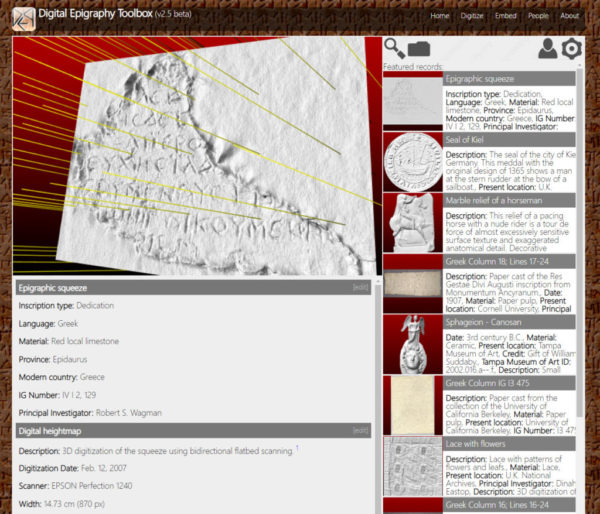 Digital Epigraphy Toolbox (v2.5 beta)
Home Digitize Embed People About
Featured records:
Epigraphic squeeze
Inscription type: Dedication,
Language: Greek, Material: Red local
limestone, Province: Epidaurus,
Modern country: Greece, IG Number:
IV I 2, 129, Principal Investigator:
Seal of Kiel
Description: The seal of the city of Kiel
Germany. This meddal with the
original design of 1365 shows a man
at the stern rudder at the bow of a
sailboat., Present location: U.K.
Marble relief of a horseman
Description: This relief of a pacing
horse with a nude rider is a tour de
force of almost excessively sensitive
surface texture and exaggerated
anatomical detail. Decorative
Greek Column 18; Lines 17-24
Description: Paper cast of the Res
Gestae Divi Augusti inscription from
Monumentum Ancyranum., Date:
1907, Material: Paper pulp, Present
location: Cornell University, Principal
Sphageion - Canosan
Date: 3rd century B.C., Material:
Ceramic, Present location: Tampa
Museum of Art, Credit: Gift of William
Suddaby., Tampa Museum of Art ID:
2002.016.a--f., Description: Small
Greek Column IG I3 475
Description: Paper cast from the
collection of the University of
California Berkeley, Material: Paper
pulp, Present location: University of
California Berkeley, IG Number: I3 475
Lace with flowers
Description: Lace with patterns of
flowers and leafs., Material: Lace,
Present location: U.K. National
Archives, Principal Investigator: Dinah
Eastop, Description: 3D digitization of
Greek Column 16; Lines 16-24
Epigraphic squeeze [edit]
Inscription type: Dedication
Language: Greek
Material: Red local limestone
Province: Epidaurus
Modern country: Greece
IG Number: IV I 2, 129
Principal Investigator: Robert S. Wagman
Digital heightmap [edit]
Description: 3D digitization of the squeeze using bidirectional flatbed scanning. 1
Digitization Date: Feb. 12, 2007
Scanner: EPSON Perfection 1240
Width: 14.73 cm (870 px)